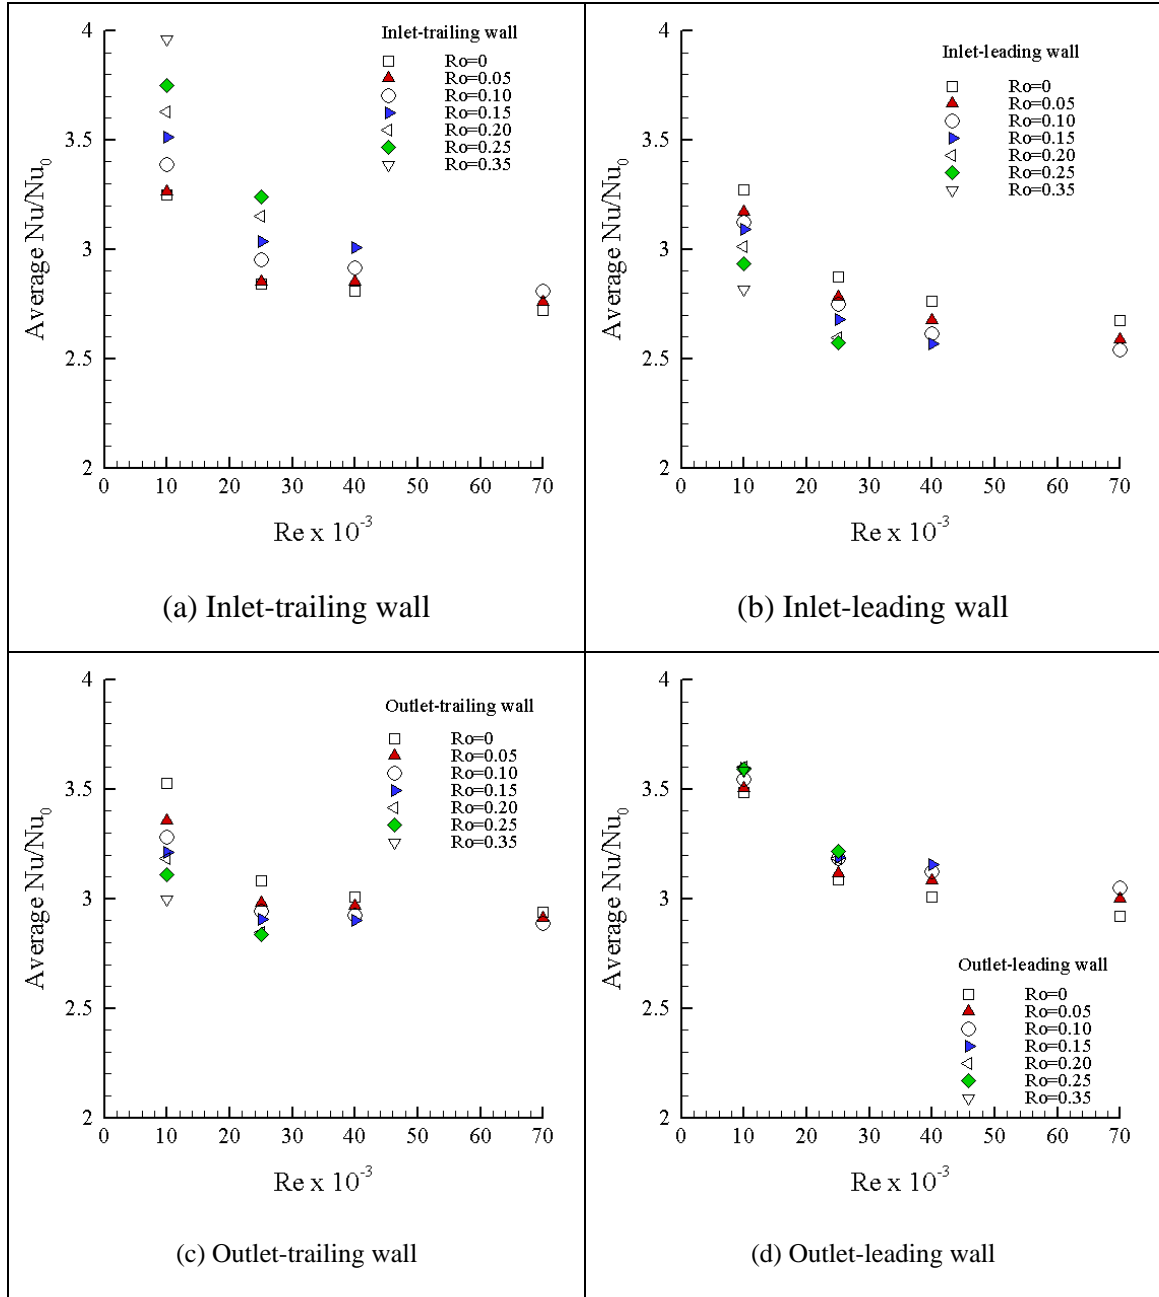 4
3.5
3
2.5
2
Average Nu/Nu₀
Inlet-trailing wall
Ro=0
Ro=0.05
Ro=0.10
Ro=0.15
Ro=0.20
Ro=0.25
Ro=0.35
0 10 20 30 40 50 60 70
Re x 10⁻³
(a) Inlet-trailing wall
4
3.5
3
2.5
2
Average Nu/Nu₀
Inlet-leading wall
Ro=0
Ro=0.05
Ro=0.10
Ro=0.15
Ro=0.20
Ro=0.25
Ro=0.35
0 10 20 30 40 50 60 70
Re x 10⁻³
(b) Inlet-leading wall
4
3.5
3
2.5
2
Average Nu/Nu₀
Outlet-trailing wall
Ro=0
Ro=0.05
Ro=0.10
Ro=0.15
Ro=0.20
Ro=0.25
Ro=0.35
0 10 20 30 40 50 60 70
Re x 10⁻³
(c) Outlet-trailing wall
4
3.5
3
2.5
2
Average Nu/Nu₀
Outlet-leading wall
Ro=0
Ro=0.05
Ro=0.10
Ro=0.15
Ro=0.20
Ro=0.25
Ro=0.35
0 10 20 30 40 50 60 70
Re x 10⁻³
(d) Outlet-leading wall